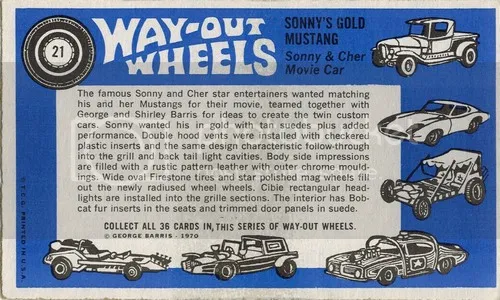 21
WAY-OUT
WHEELS
SONNY'S GOLD
MUSTANG
Sonny & Cher
Movie Car
The famous Sonny and Cher star entertainers wanted matching
his and her Mustangs for their movie, teamed together with
George and Shirley Barris for ideas to create the twin custom
cars. Sonny wanted his in gold with tan suedes plus added
performance. Double hood vents were installed with checkered
plastic inserts and the same design characteristic follow-through
into the grill and back tail light cavities. Body side impressions
are filled with a rustic pattern leather with outer chrome mould-
ings. Wide oval Firestone tires and star polished mag wheels fill-
out the newly radiused wheel wheels. Cibie rectangular head-
lights are installed into the grille sections. The interior has Bob-
cat fur inserts in the seats and trimmed door panels in suede.
COLLECT ALL 36 CARDS IN THIS SERIES OF WAY-OUT WHEELS.
© GEORGE BARRIS - 1970
© T.C.G. PRINTED IN U.S.A.